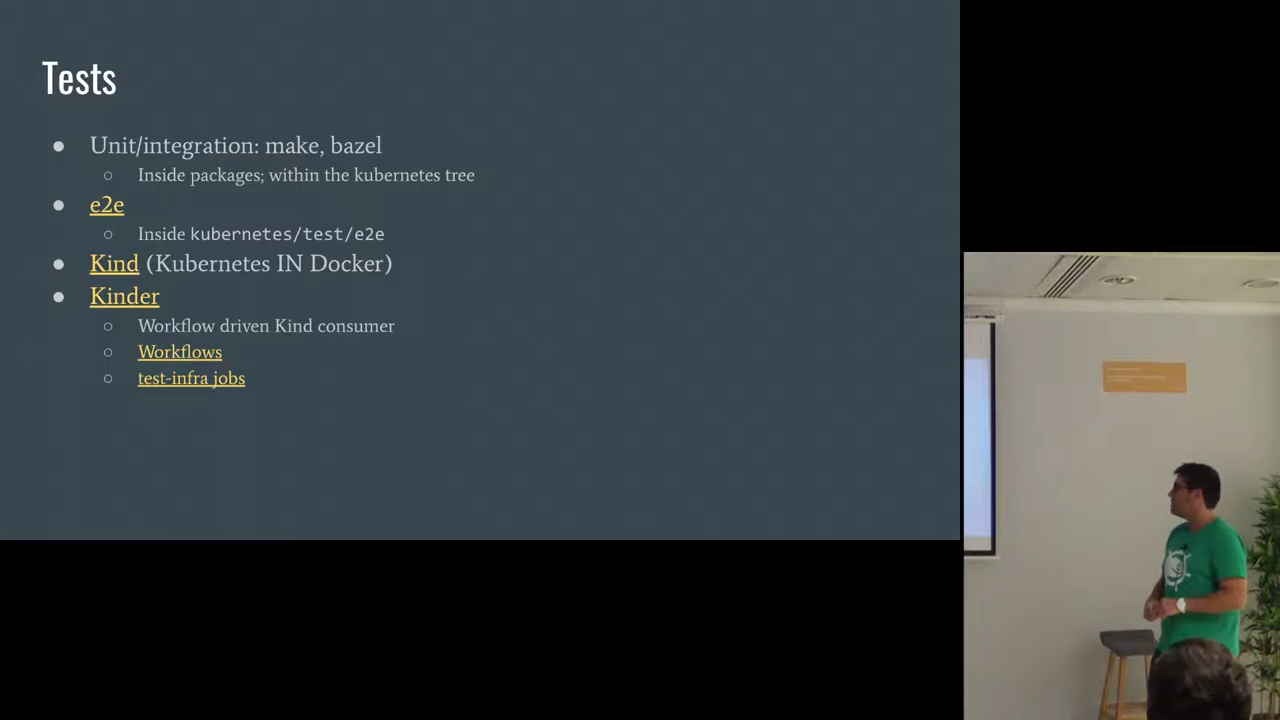 Tests
● Unit/integration: make, bazel
○ Inside packages; within the kubernetes tree
● e2e
○ Inside kubernetes/test/e2e
● Kind (Kubernetes IN Docker)
● Kinder
○ Workflow driven Kind consumer
○ Workflows
○ test-infra jobs